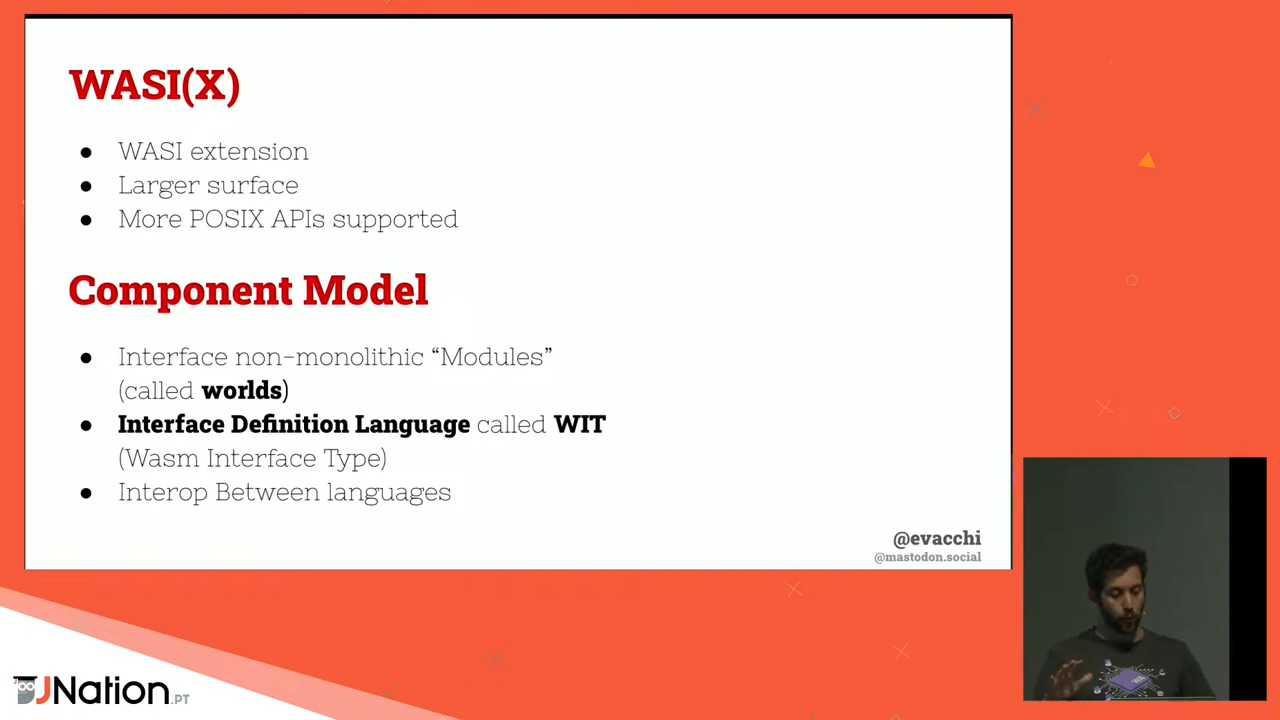 WASI(X)
● WASI extension
● Larger surface
● More POSIX APIs supported
Component Model
● Interface non-monolithic “Modules”
(called worlds)
● Interface Definition Language called WIT
(Wasm Interface Type)
● Interop Between languages
@evacchi
@mastodon.social
JNation.PT